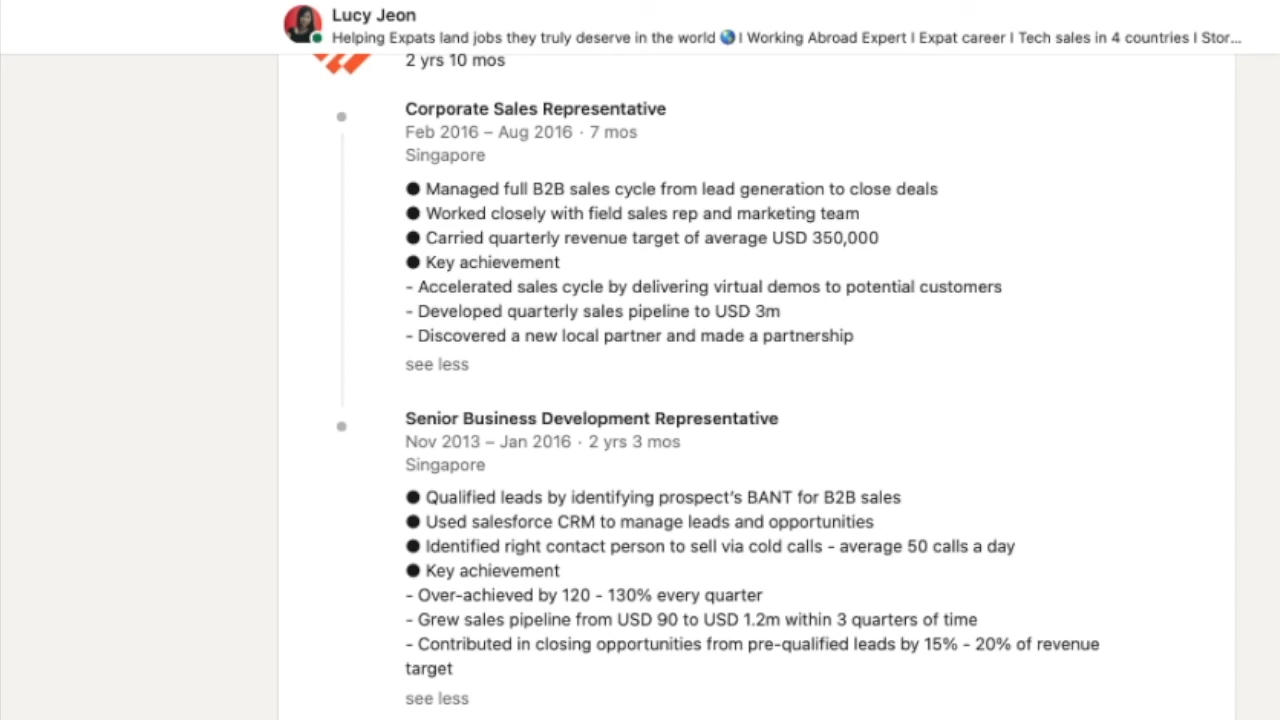 Lucy Jeon
Helping Expats land jobs they truly deserve in the world 🌏 I Working Abroad Expert I Expat career I Tech sales in 4 countries I Stor...
2 yrs 10 mos
Corporate Sales Representative
Feb 2016 – Aug 2016 · 7 mos
Singapore
● Managed full B2B sales cycle from lead generation to close deals
● Worked closely with field sales rep and marketing team
● Carried quarterly revenue target of average USD 350,000
● Key achievement
- Accelerated sales cycle by delivering virtual demos to potential customers
- Developed quarterly sales pipeline to USD 3m
- Discovered a new local partner and made a partnership
see less
Senior Business Development Representative
Nov 2013 – Jan 2016 · 2 yrs 3 mos
Singapore
● Qualified leads by identifying prospect's BANT for B2B sales
● Used salesforce CRM to manage leads and opportunities
● Identified right contact person to sell via cold calls - average 50 calls a day
● Key achievement
- Over-achieved by 120 - 130% every quarter
- Grew sales pipeline from USD 90 to USD 1.2m within 3 quarters of time
- Contributed in closing opportunities from pre-qualified leads by 15% - 20% of revenue
target
see less